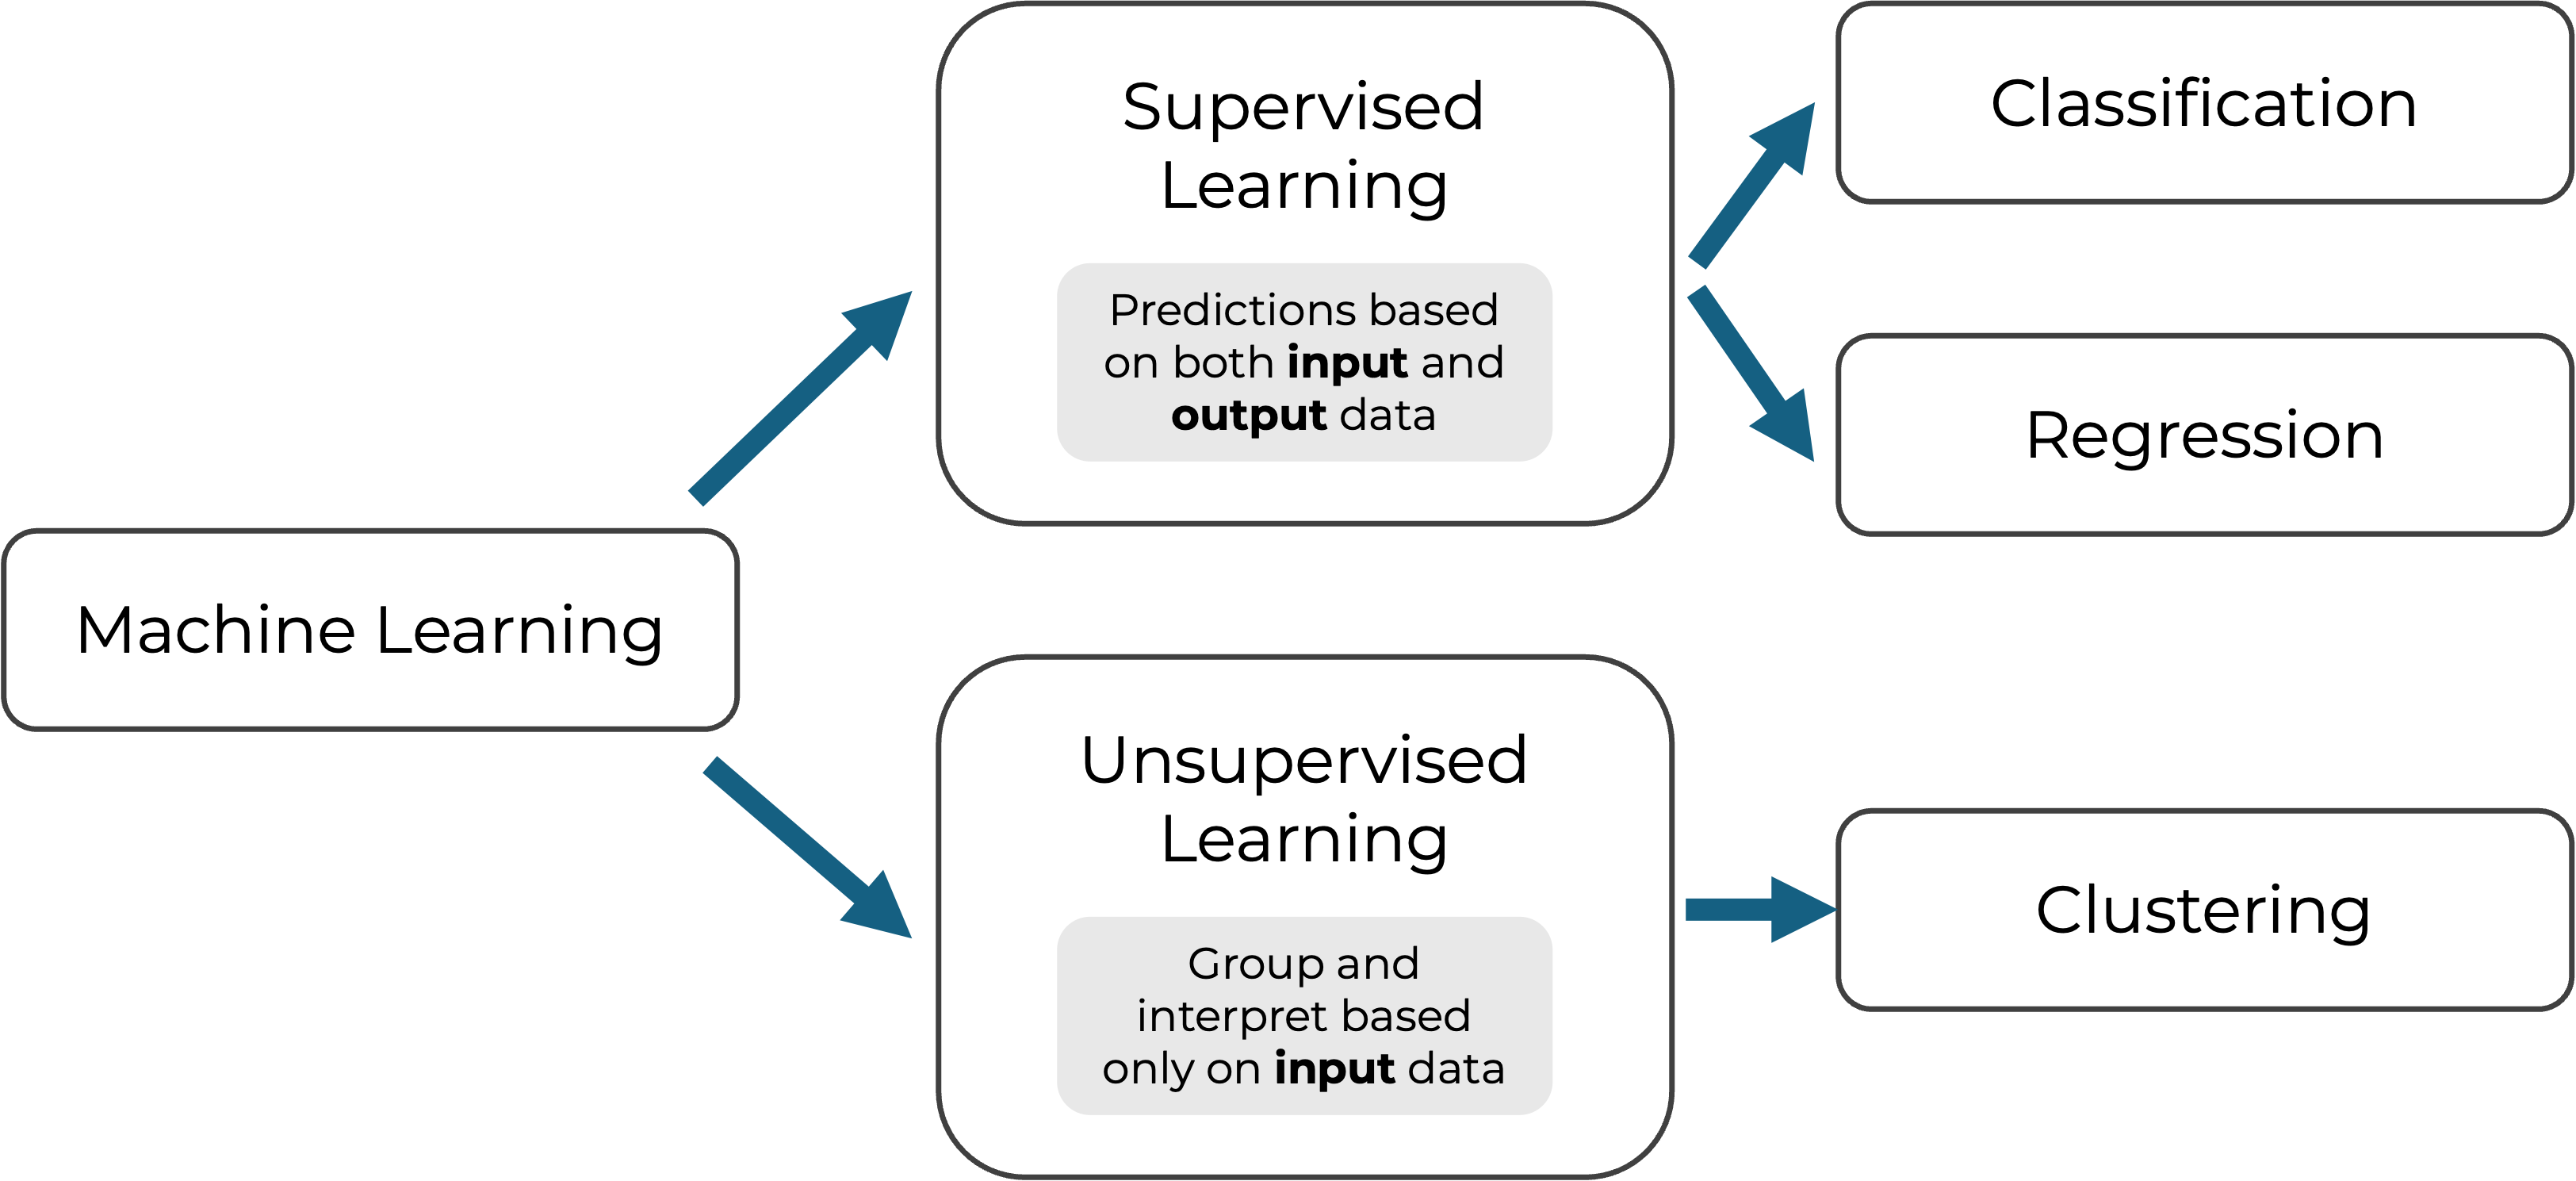 Machine Learning
Supervised
Learning
Predictions based
on both input and
output data
Classification
Regression
Unsupervised
Learning
Group and
interpret based
only on input data
Clustering